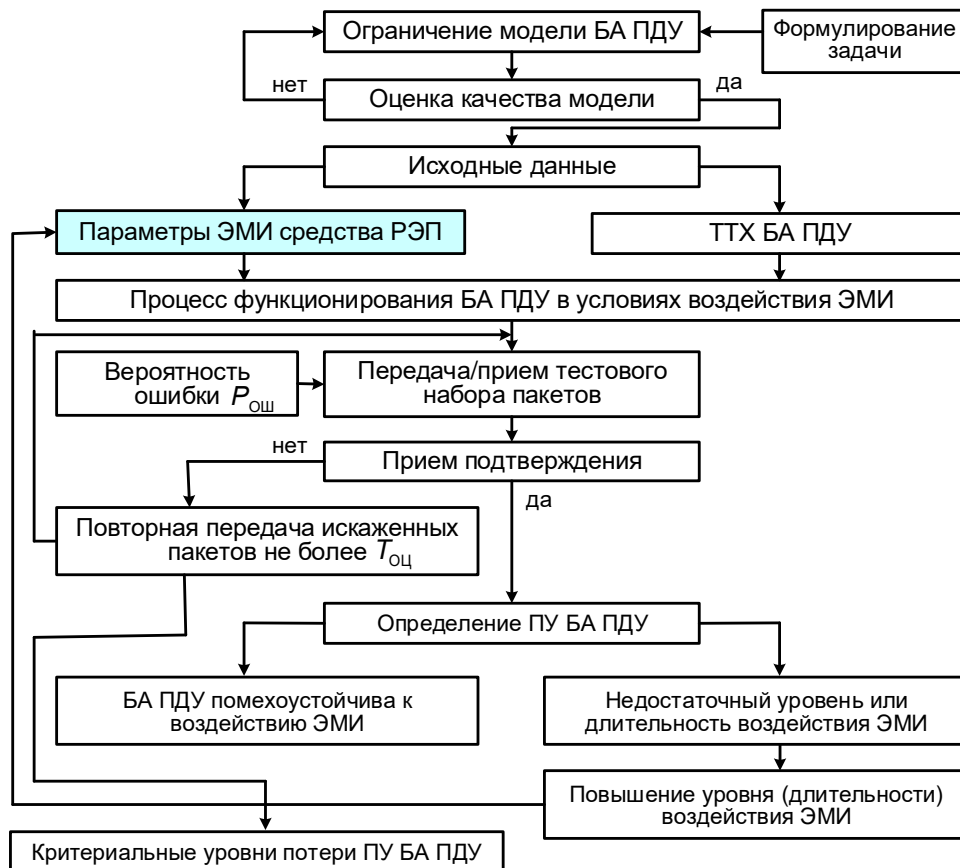 Ограничение модели БА ПДУ
Формулирование
задачи
нет
Оценка качества модели
да
Исходные данные
Параметры ЭМИ средства РЭП
ТТХ БА ПДУ
Процесс функционирования БА ПДУ в условиях воздействия ЭМИ
Вероятность
ошибки PОШ
Передача/прием тестового
набора пакетов
нет
Прием подтверждения
да
Повторная передача искаженных
пакетов не более TОЦ
Определение ПУ БА ПДУ
БА ПДУ помехоустойчива к
воздействию ЭМИ
Недостаточный уровень или
длительность воздействия ЭМИ
Повышение уровня (длительности)
воздействия ЭМИ
Критериальные уровни потери ПУ БА ПДУ